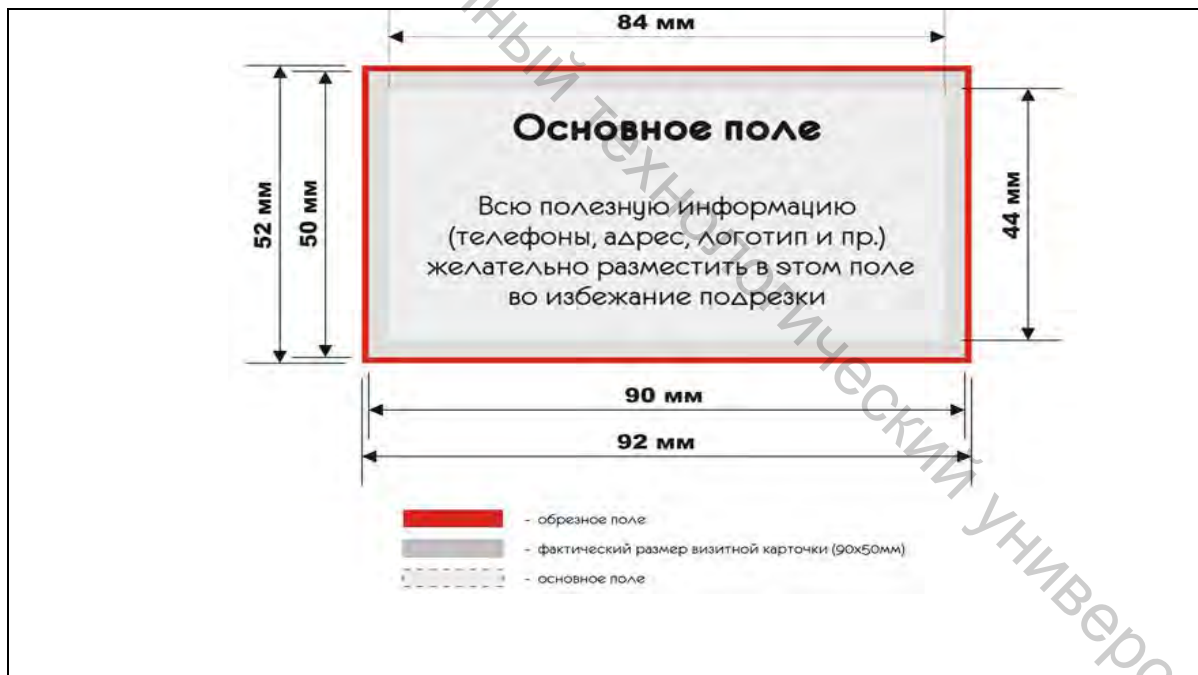 84 мм
Основное поле
Всю полезную информацию
(телефоны, адрес, логотип и пр.)
желательно разместить в этом поле
во избежание подрезки
52 мм
50 мм
44 мм
90 мм
92 мм
- обрезное поле
- фактический размер визитной карточки (90х50мм)
- основное поле
технологический